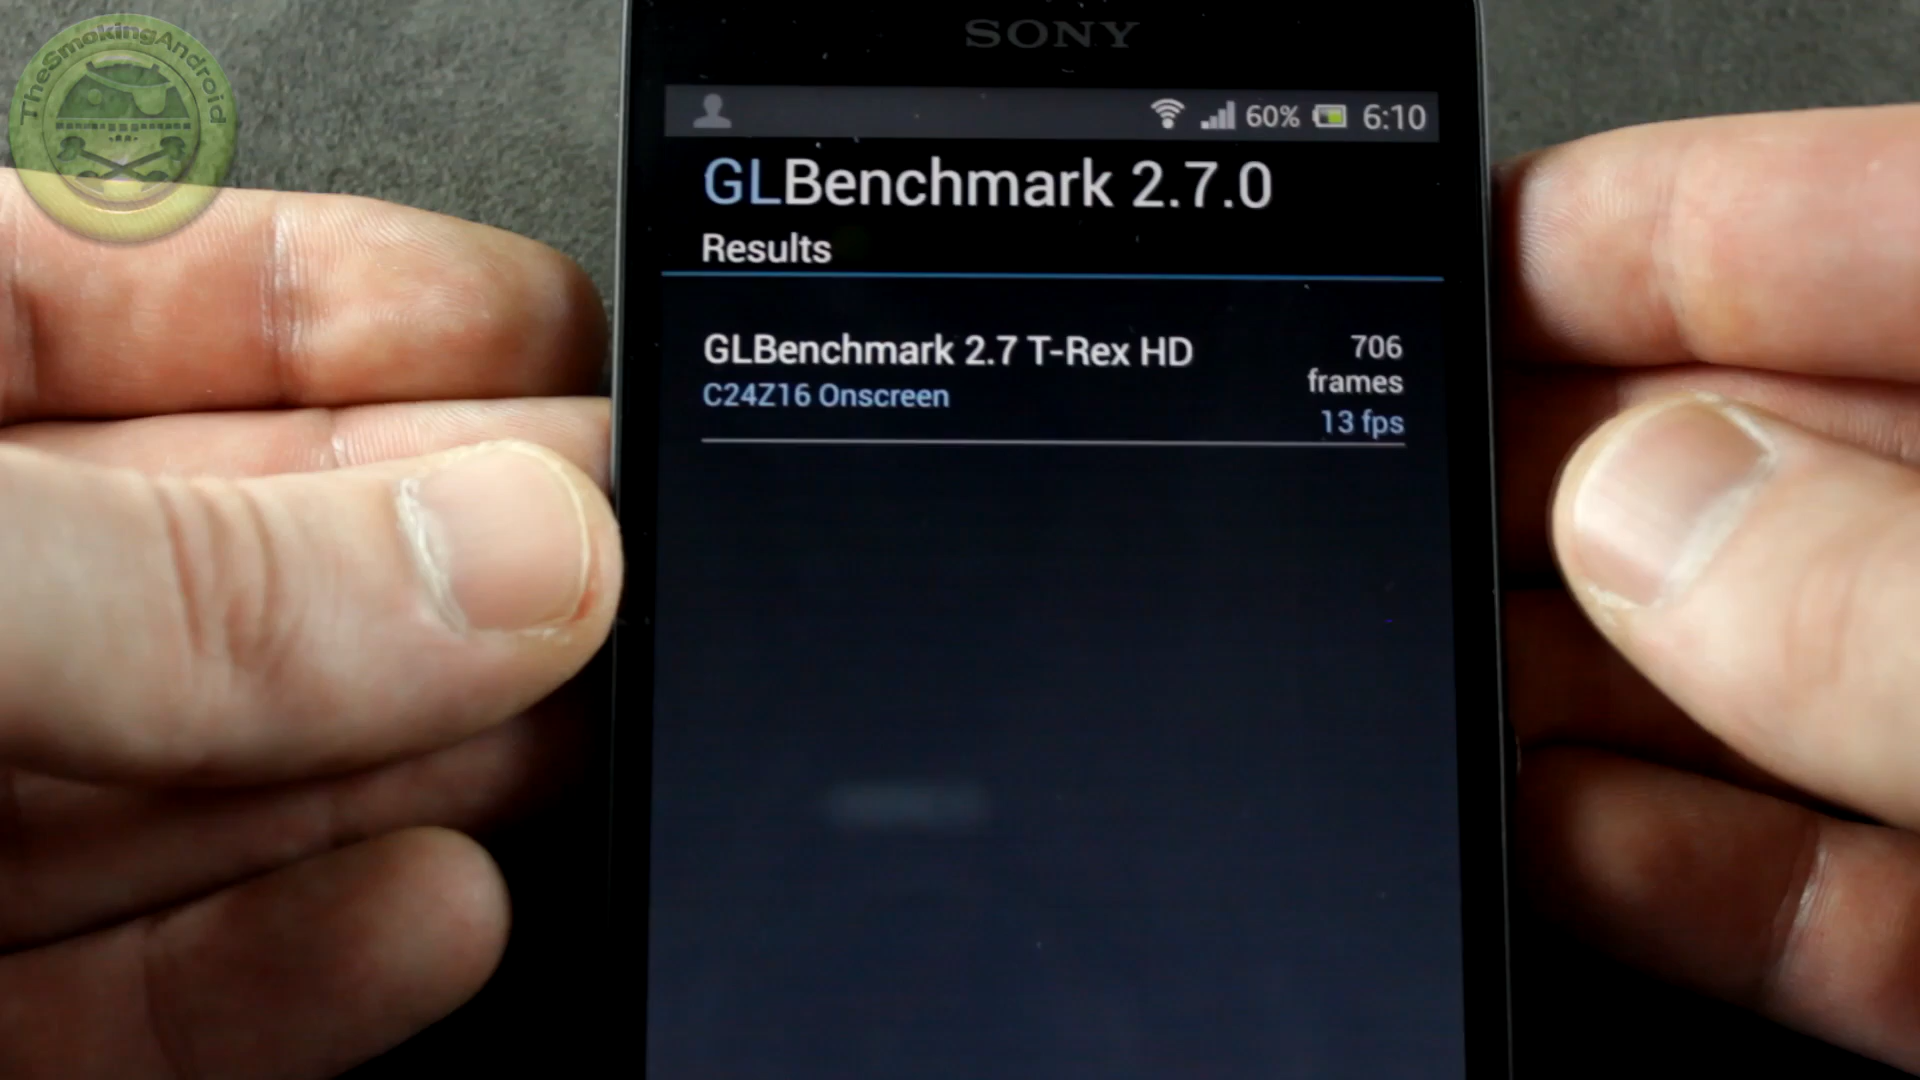 TheSmokingAndroid
SONY
60% 6:10
GLBenchmark 2.7.0
Results
GLBenchmark 2.7 T-Rex HD
706
frames
C24Z16 Onscreen
13 fps